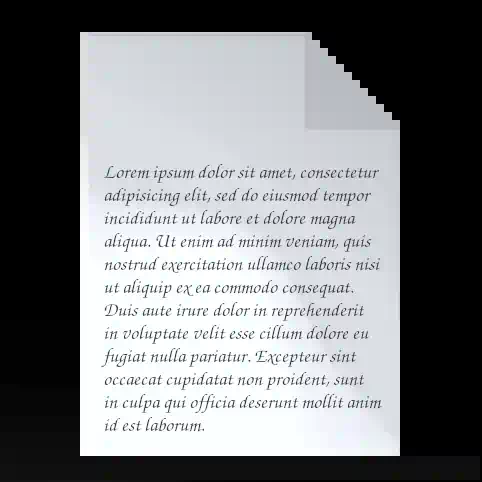 Lorem ipsum dolor sit amet, consectetur
adipisicing elit, sed do eiusmod tempor
incididunt ut labore et dolore magna
aliqua. Ut enim ad minim veniam, quis
nostrud exercitation ullamco laboris nisi
ut aliquip ex ea commodo consequat.
Duis aute irure dolor in reprehenderit
in voluptate velit esse cillum dolore eu
fugiat nulla pariatur. Excepteur sint
occaecat cupidatat non proident, sunt
in culpa qui officia deserunt mollit anim
id est laborum.